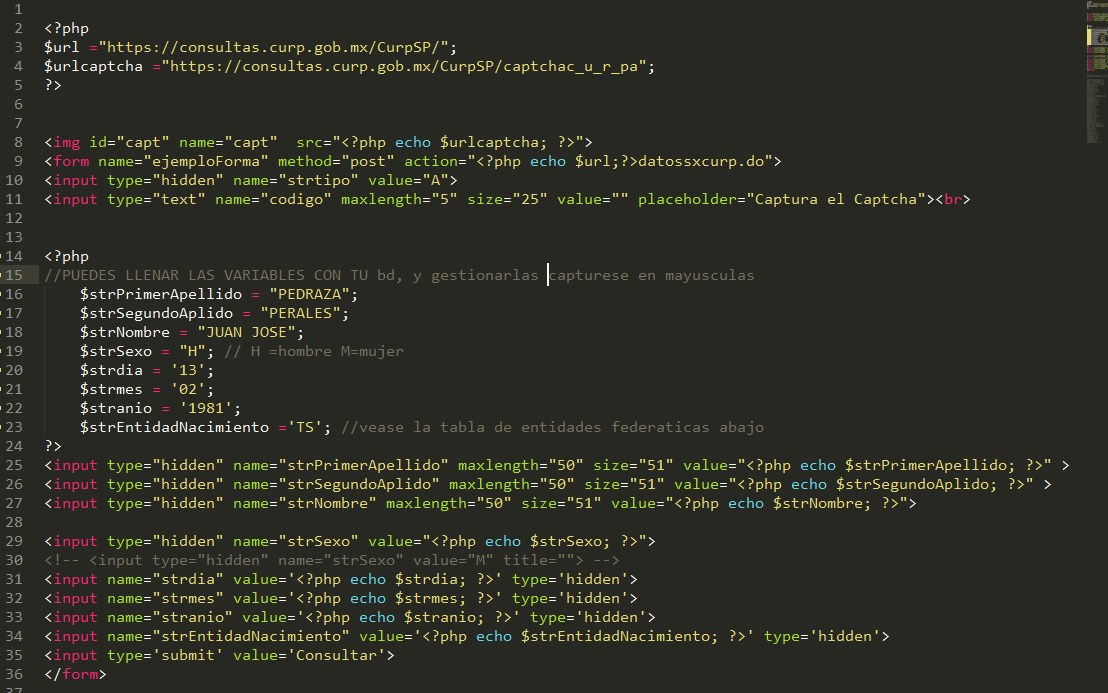 1
2 <?php
3 $url ="https://consultas.curp.gob.mx/CurpSP/";
4 $urlcaptcha ="https://consultas.curp.gob.mx/CurpSP/captchac_u_r_pa";
5 ?>
6
7
8 <img id="capt" name="capt"  src="<?php echo $urlcaptcha; ?>">
9 <form name="ejemploForma" method="post" action="<?php echo $url;?>datossxcurp.do">
10 <input type="hidden" name="strtipo" value="A">
11 <input type="text" name="codigo" maxlength="5" size="25" value="" placeholder="Captura el Captcha"><br>
12
13
14 <?php
15 //PUEDES LLENAR LAS VARIABLES CON TU bd, y gestionarlas capturese en mayusculas
16     $strPrimerApellido = "PEDRAZA";
17     $strSegundoAplido = "PERALES";
18     $strNombre = "JUAN JOSE";
19     $strSexo = "H"; // H =hombre M=mujer
20     $strdia = '13';
21     $strmes = '02';
22     $stranio = '1981';
23     $strEntidadNacimiento ='TS'; //vease la tabla de entidades federaticas abajo
24 ?>
25 <input type="hidden" name="strPrimerApellido" maxlength="50" size="51" value="<?php echo $strPrimerApellido; ?>" >
26 <input type="hidden" name="strSegundoAplido" maxlength="50" size="51" value="<?php echo $strSegundoAplido; ?>" >
27 <input type="hidden" name="strNombre" maxlength="50" size="51" value="<?php echo $strNombre; ?>">
28
29 <input type="hidden" name="strSexo" value="<?php echo $strSexo; ?>">
30 <!-- <input type="hidden" name="strSexo" value="M" title=""> -->
31 <input name="strdia" value='<?php echo $strdia; ?>' type='hidden'>
32 <input name="strmes" value='<?php echo $strmes; ?>' type='hidden'>
33 <input name="stranio" value='<?php echo $stranio; ?>' type='hidden'>
34 <input name="strEntidadNacimiento" value='<?php echo $strEntidadNacimiento; ?>' type='hidden'>
35 <input type='submit' value='Consultar'>
36 </form>
37